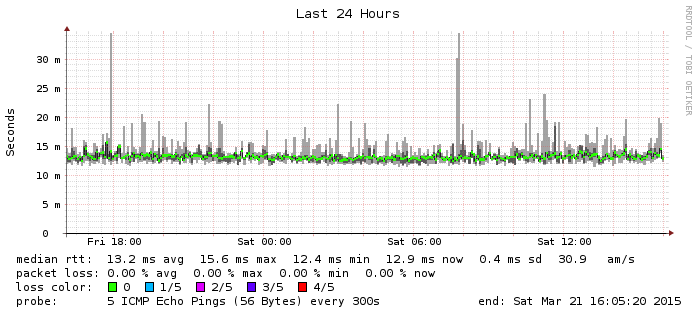 Last 24 Hours
RRDTOOL / TOBI OETIKER
Seconds
30 m
25 m
20 m
15 m
10 m
5 m
0
Fri 18:00 Sat 00:00 Sat 06:00 Sat 12:00
median rtt: 13.2 ms avg 15.6 ms max 12.4 ms min 12.9 ms now 0.4 ms sd 30.9 am/s
packet loss: 0.00 % avg 0.00 % max 0.00 % min 0.00 % now
loss color: 0 1/5 2/5 3/5 4/5
probe: 5 ICMP Echo Pings (56 Bytes) every 300s end: Sat Mar 21 16:05:20 2015